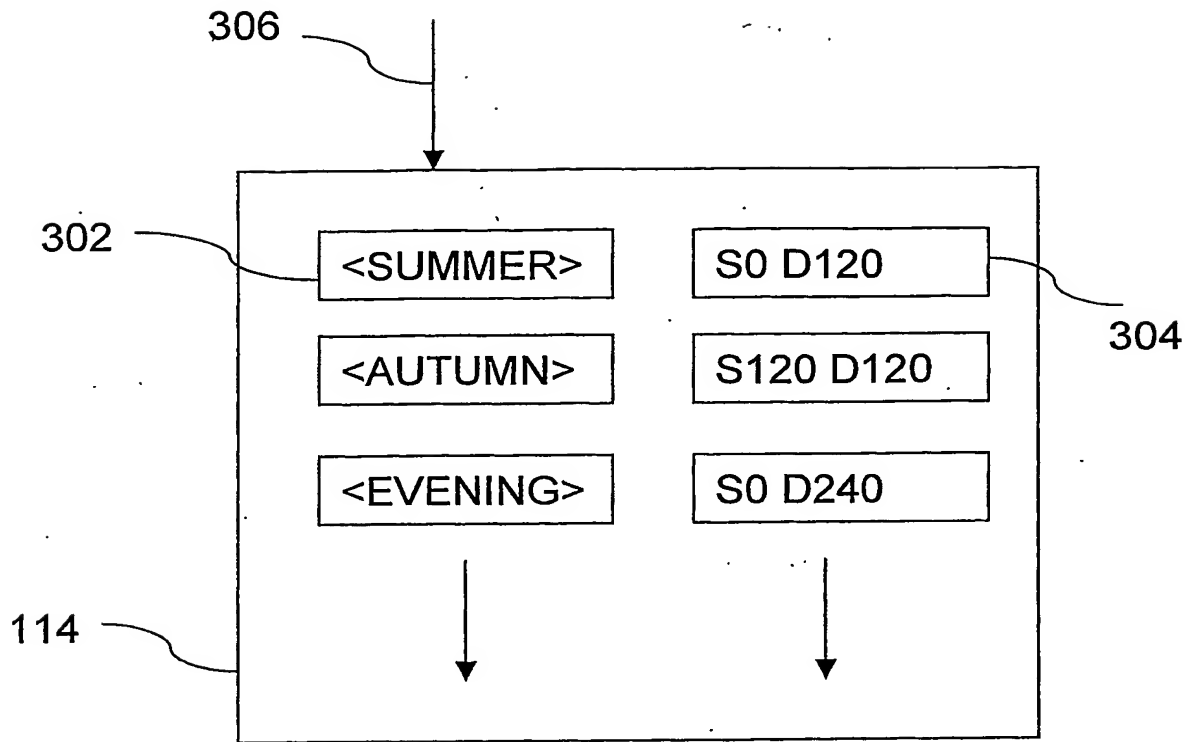 306
302
<SUMMER> S0 D120
304
<AUTUMN> S120 D120
<EVENING> S0 D240
114